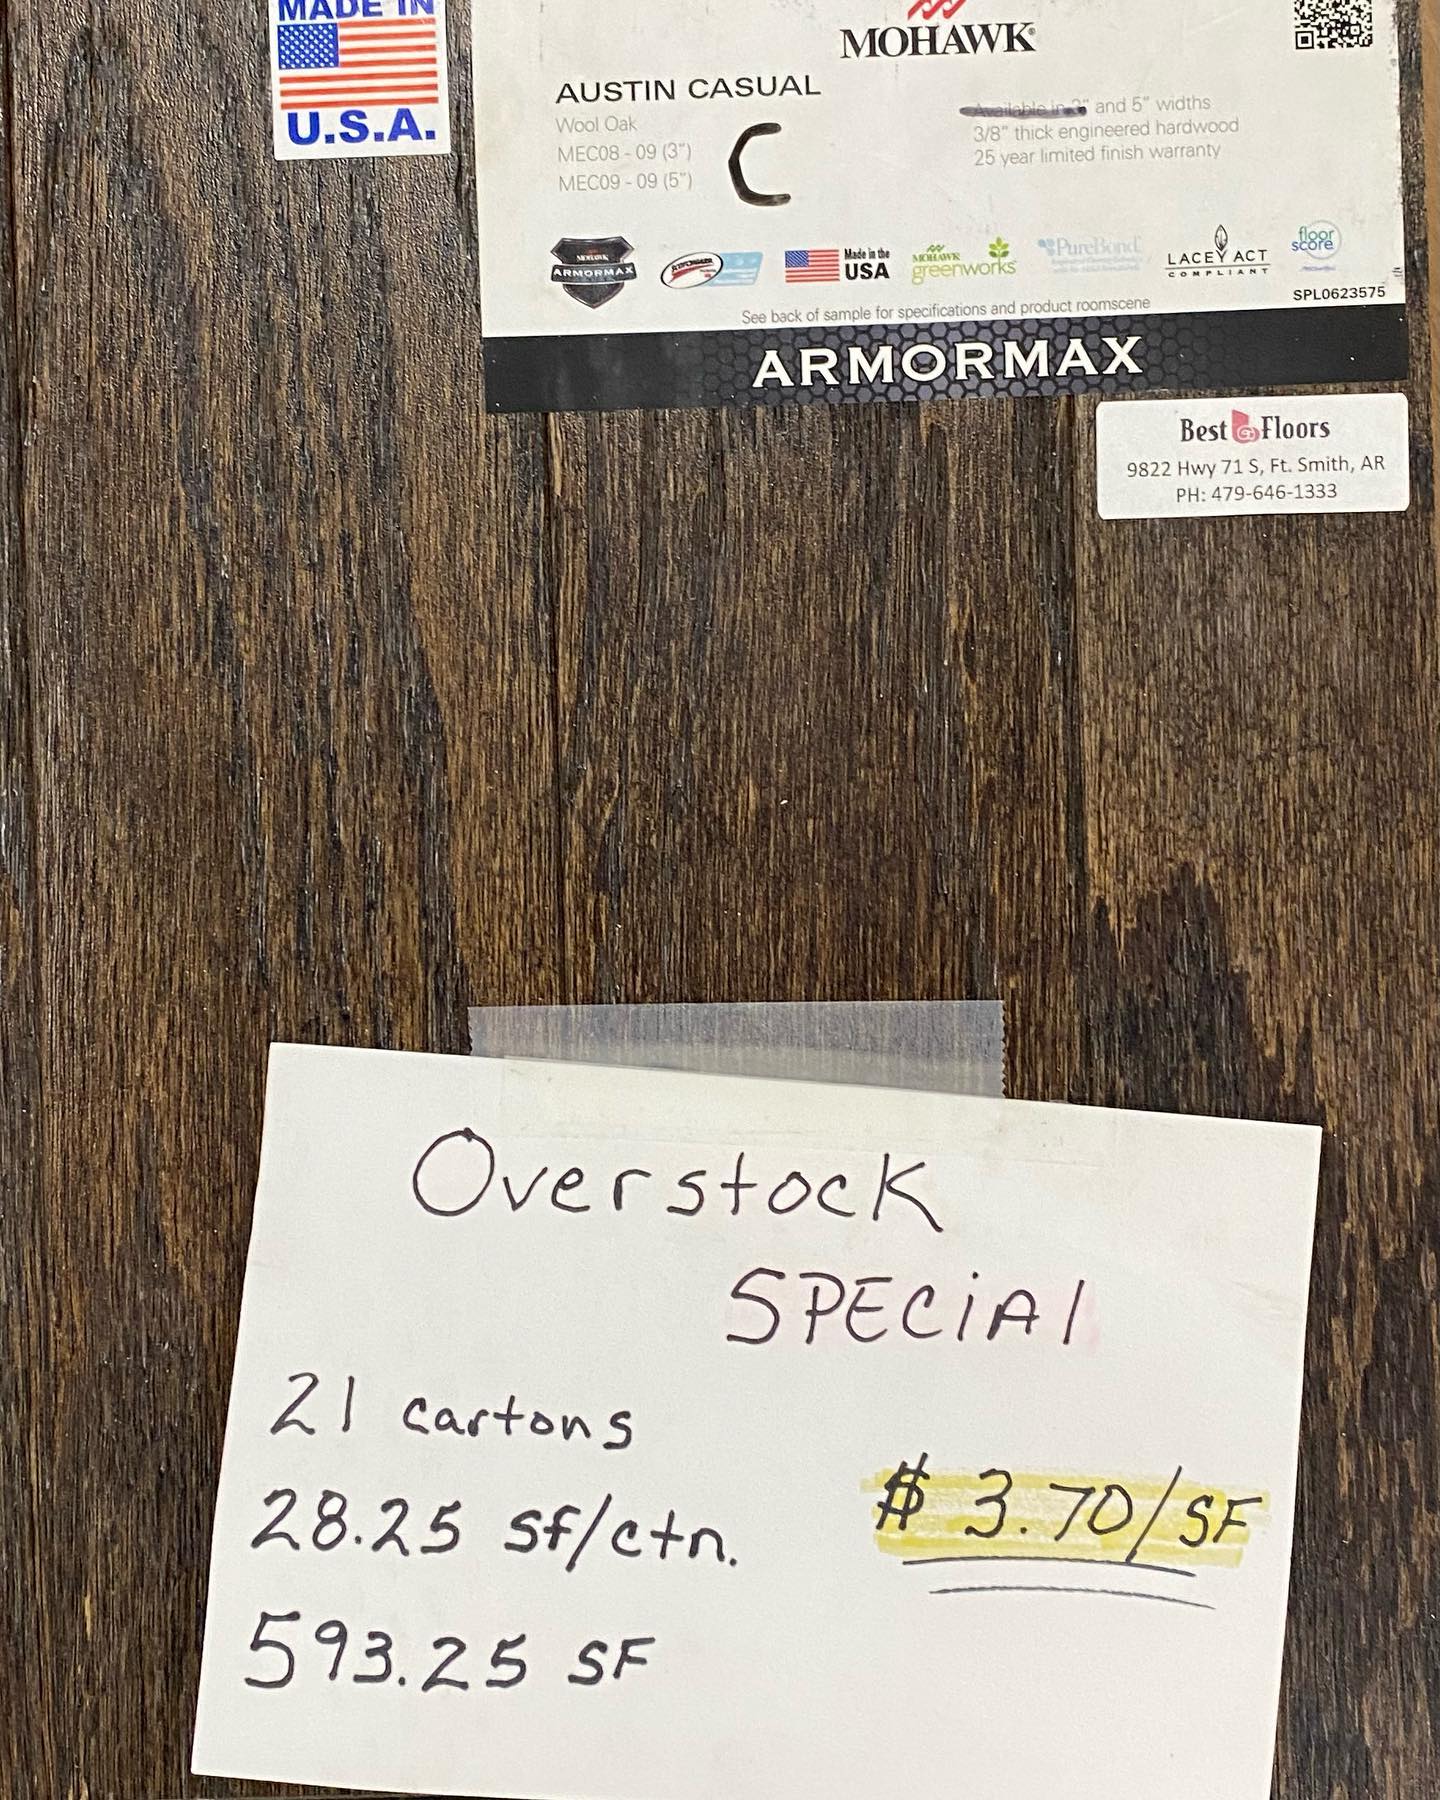 MADE IN
U.S.A.
MOHAWK
AUSTIN CASUAL
Wool Oak
MEC08 - 09 (3")
MEC09 - 09 (5")
C
Available in 3" and 5" widths
3/8" thick engineered hardwood
25 year limited finish warranty
MOHAWK
ARMORMAX
Made in the
USA
MOHAWK
greenworks
PureBond
LACEY ACT
COMPLIANT
floor
score
SPL0623575
See back of sample for specifications and product roomscene
ARMORMAX
Best Floors
9822 Hwy 71 S, Ft. Smith, AR
PH: 479-646-1333
Overstock
SPECiAl
21 cartons
28.25 sf/ctn.
$ 3.70/SF
593.25 SF